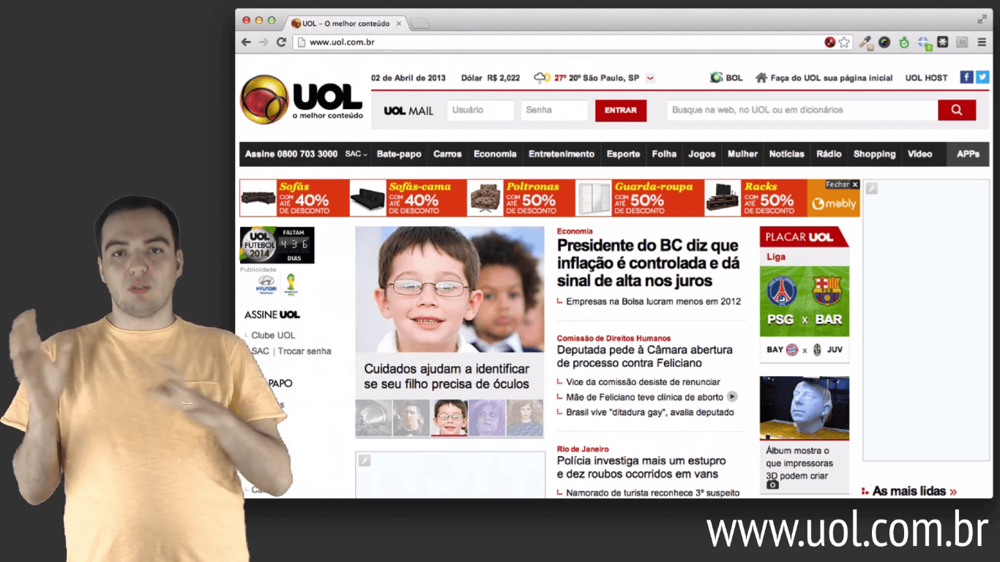 UOL - O melhor conteúdo
www.uol.com.br
02 de Abril de 2013 Dólar R$ 2,022 27º 20º São Paulo, SP BOL Faça do UOL sua página inicial UOL HOST
UOL
o melhor conteúdo
UOL MAIL Usuário Senha ENTRAR Busque na web, no UOL ou em dicionários
Assine 0800 703 3000 SAC Bate-papo Carros Economia Entretenimento Esporte Folha Jogos Mulher Notícias Rádio Shopping Vídeo APPs
Sofás
COM ATÉ 40% DE DESCONTO
Sofás-cama
COM ATÉ 40% DE DESCONTO
Poltronas
COM ATÉ 50% DE DESCONTO
Guarda-roupa
COM ATÉ 50% DE DESCONTO
Racks
COM ATÉ 50% DE DESCONTO
Fechar X
mobly
UOL
FUTEBOL
2014
FALTAM
436
DIAS
Publicidade
HYUNDAI
ASSINE UOL
Clube UOL
SAC | Trocar senha
PAPO
Cuidados ajudam a identificar
se seu filho precisa de óculos
Economia
Presidente do BC diz que
inflação é controlada e dá
sinal de alta nos juros
Empresas na Bolsa lucram menos em 2012
Comissão de Direitos Humanos
Deputada pede à Câmara abertura
de processo contra Feliciano
Vice da comissão desiste de renunciar
Mãe de Feliciano teve clínica de aborto
Brasil vive "ditadura gay", avalia deputado
Rio de Janeiro
Polícia investiga mais um estupro
e dez roubos ocorridos em vans
Namorado de turista reconhece 3º suspeito
PLACAR UOL
Liga
PSG x BAR
BAY x JUV
Álbum mostra o
que impressoras
3D podem criar
As mais lidas »
www.uol.com.br